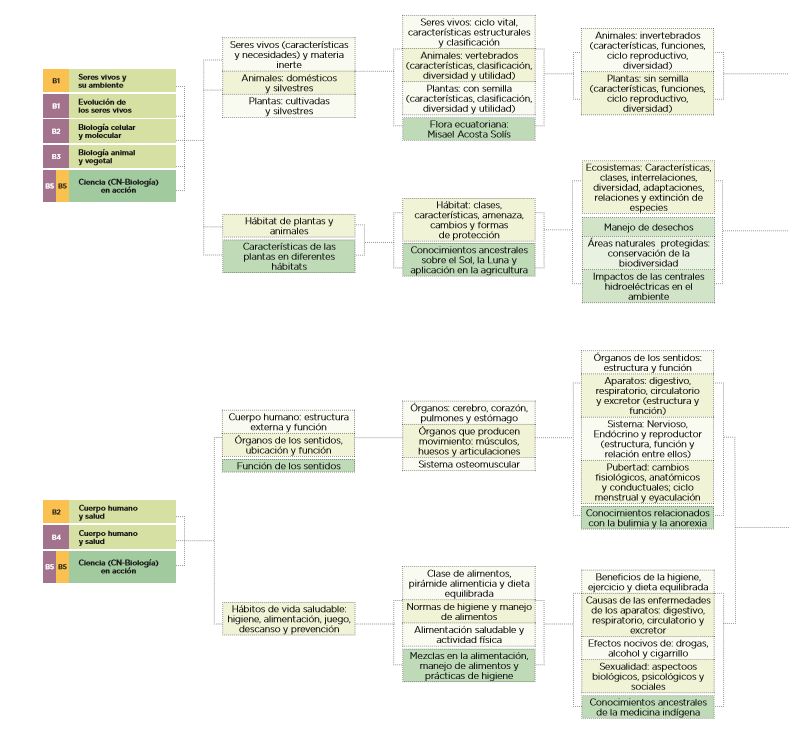 B1
Seres vivos y
su ambiente
B1
Evolución de
los seres vivos
B2
Biología celular
y molecular
B3
Biología animal
y vegetal
B5 B5
Ciencia (CN-Biología)
en acción
Seres vivos (características
y necesidades) y materia
inerte
Animales: domésticos
y silvestres
Plantas: cultivadas
y silvestres
Seres vivos: ciclo vital,
características estructurales
y clasificación
Animales: vertebrados
(características, clasificación,
diversidad y utilidad)
Plantas: con semilla
(características, clasificación,
diversidad y utilidad)
Flora ecuatoriana:
Misael Acosta Solís
Animales: invertebrados
(características, funciones,
ciclo reproductivo,
diversidad)
Plantas: sin semilla
(características, funciones,
ciclo reproductivo,
diversidad)
Hábitat de plantas y
animales
Características de las
plantas en diferentes
hábitats
Hábitat: clases,
características, amenaza,
cambios y formas
de protección
Conocimientos ancestrales
sobre el Sol, la Luna y
aplicación en la agricultura
Ecosistemas: Características,
clases, interrelaciones,
diversidad, adaptaciones,
relaciones y extinción de
especies
Manejo de desechos
Áreas naturales protegidas:
conservación de la
biodiversidad
Impactos de las centrales
hidroeléctricas en el
ambiente
B2
Cuerpo humano
y salud
B4
Cuerpo humano
y salud
B5 B5
Ciencia (CN-Biología)
en acción
Cuerpo humano: estructura
externa y función
Órganos de los sentidos,
ubicación y función
Función de los sentidos
Órganos: cerebro, corazón,
pulmones y estómago
Órganos que producen
movimiento: músculos,
huesos y articulaciones
Sistema osteomuscular
Órganos de los sentidos:
estructura y función
Aparatos: digestivo,
respiratorio, circulatorio
y excretor (estructura y
función)
Sistema: Nervioso,
Endócrino y reproductor
(estructura, función y
relación entre ellos)
Pubertad: cambios
fisiológicos, anatómicos
y conductuales; ciclo
menstrual y eyaculación
Conocimientos relacionados
con la bulimia y la anorexia
Hábitos de vida saludable:
higiene, alimentación, juego,
descanso y prevención
Clase de alimentos,
pirámide alimenticia y dieta
equilibrada
Normas de higiene y manejo
de alimentos
Alimentación saludable y
actividad física
Mezclas en la alimentación,
manejo de alimentos y
prácticas de higiene
Beneficios de la higiene,
ejercicio y dieta equilibrada
Causas de las enfermedades
de los aparatos: digestivo,
respiratorio, circulatorio y
excretor
Efectos nocivos de: drogas,
alcohol y cigarrillo
Sexualidad: aspectoos
biológicos, psicológicos y
sociales
Conocimientos ancestrales
de la medicina indígena